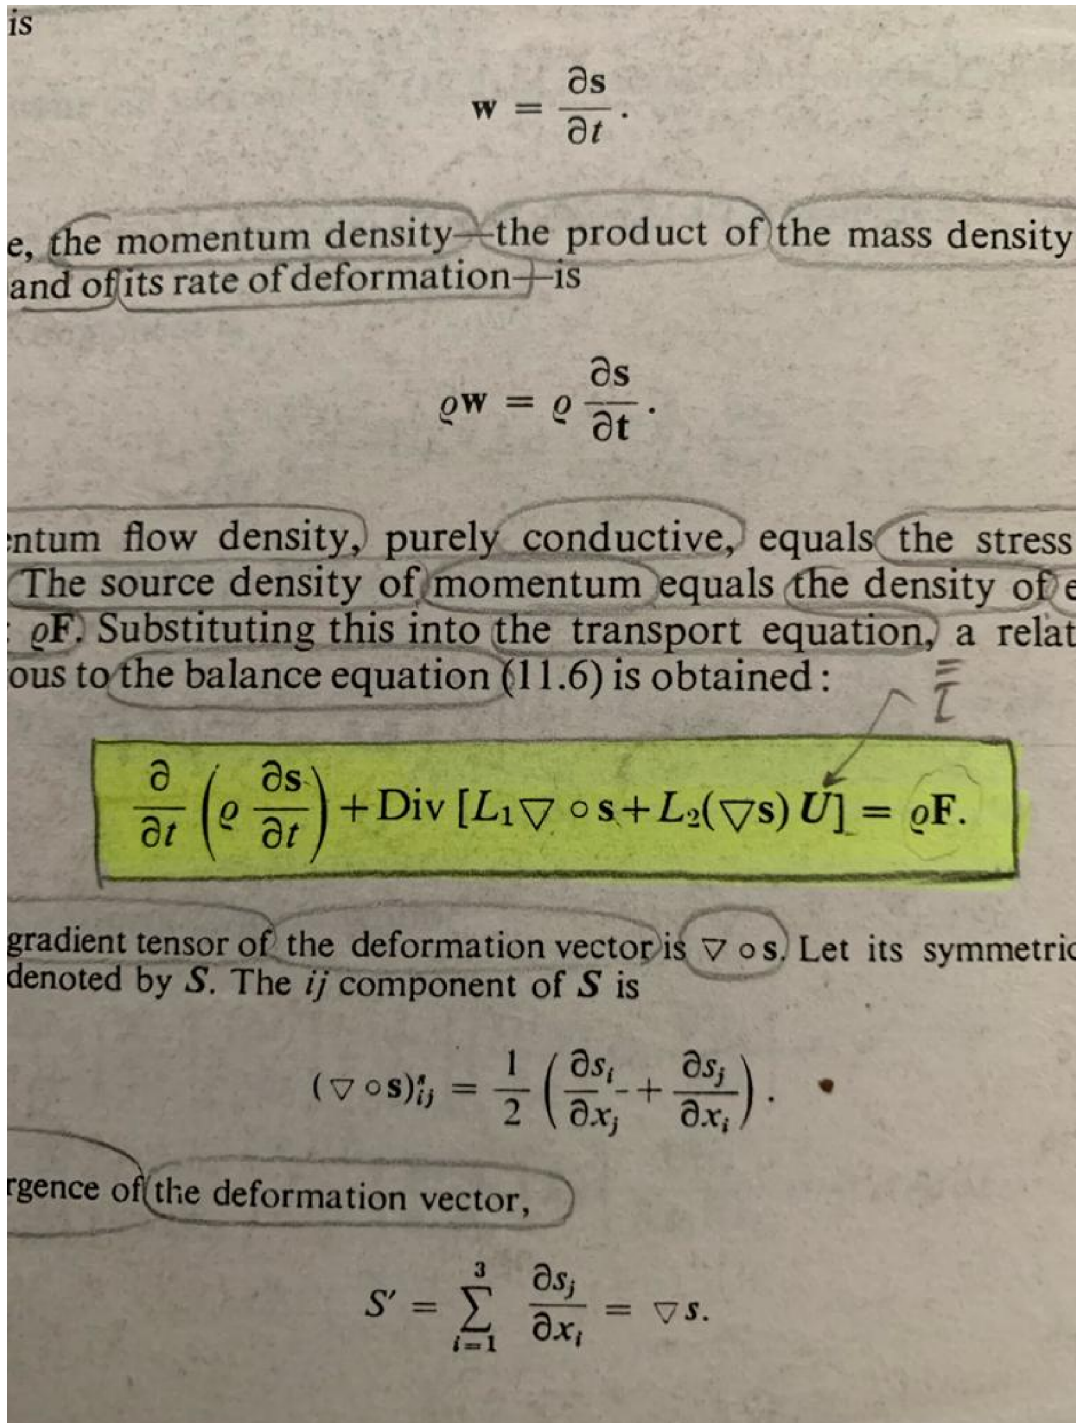 is
w = ∂s/∂t .
e, the momentum density—the product of the mass density
and of its rate of deformation—is
ϱw = ϱ ∂s/∂t .
entum flow density, purely conductive, equals the stress
The source density of momentum equals the density of e
: ϱF. Substituting this into the transport equation, a relat
ous to the balance equation (11.6) is obtained :
∂/∂t (ϱ ∂s/∂t) + Div [L₁▽ ∘ s + L₂(▽s) U] = ϱF.
gradient tensor of the deformation vector is ▽ ∘ s. Let its symmetric
denoted by S. The ij component of S is
(▽ ∘ s)ˢᵢⱼ = 1/2 (∂sᵢ/∂xⱼ + ∂sⱼ/∂xᵢ) .
rgence of the deformation vector,
S′ = ∑³ᵢ₌₁ ∂sⱼ/∂xᵢ = ▽s.